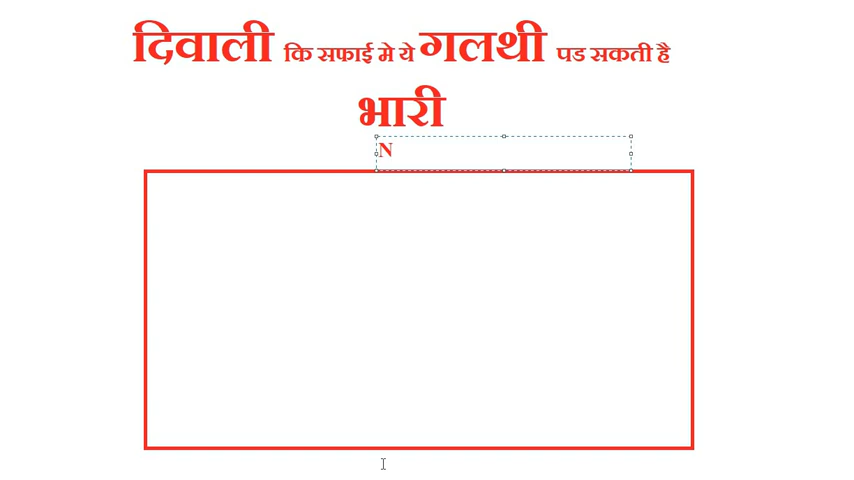 दिवाली कि सफाई मे ये गलथी पड सकती है
भारी
N